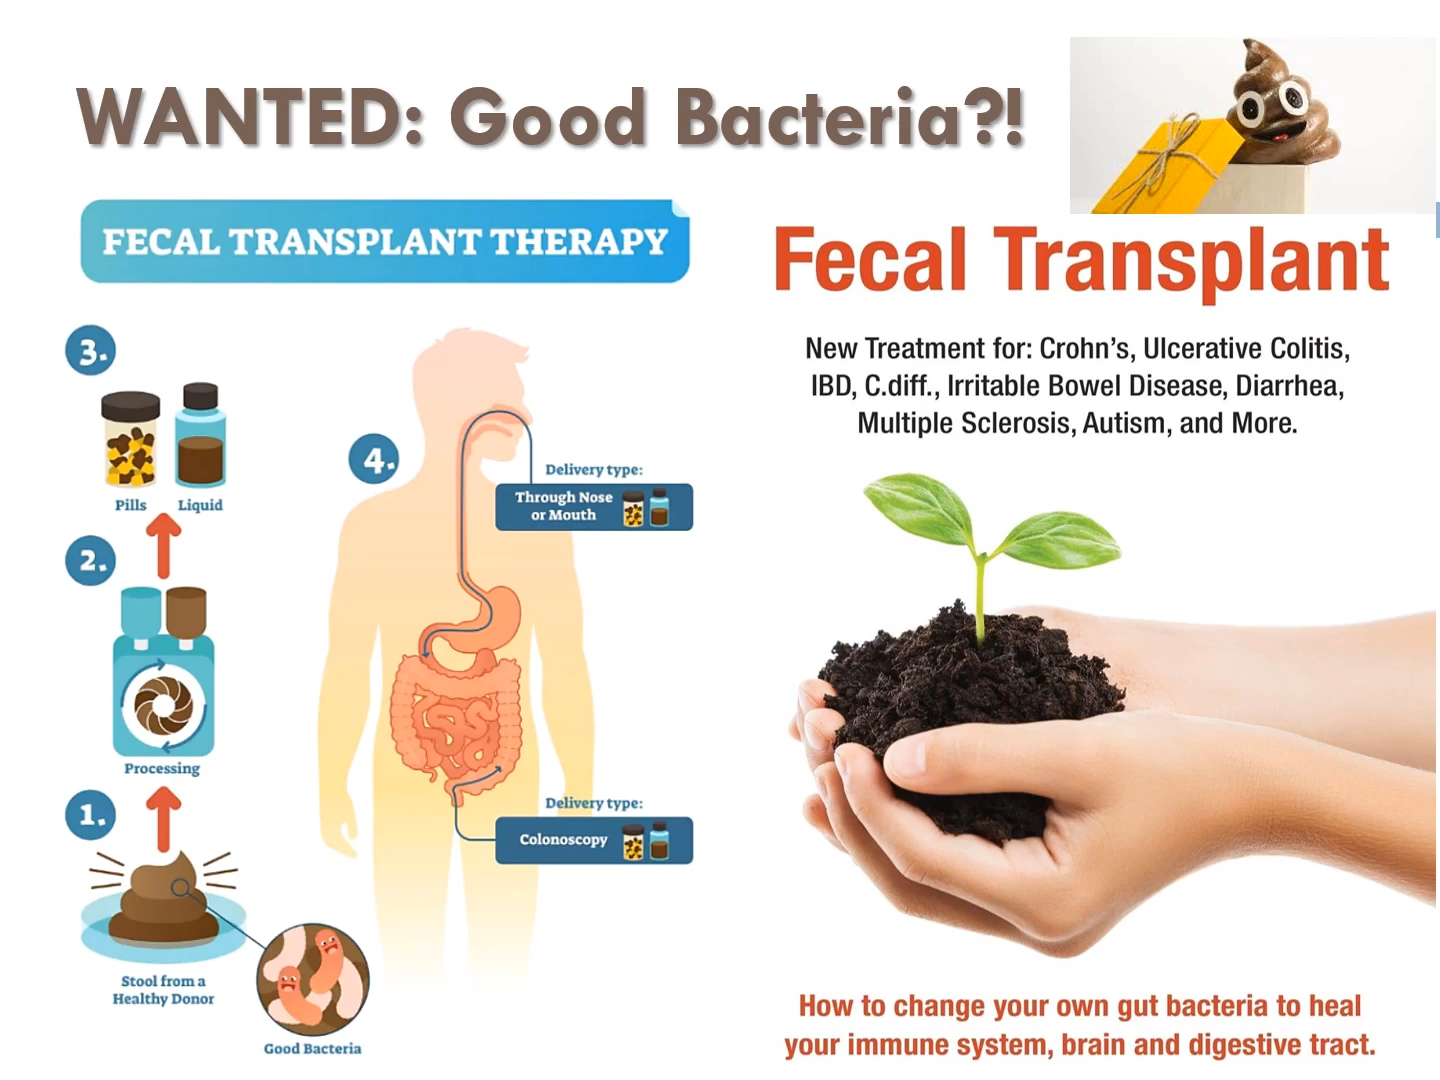 WANTED: Good Bacteria?!
FECAL TRANSPLANT THERAPY
3.
Pills
Liquid
2.
Processing
1.
Stool from a
Healthy Donor
Good Bacteria
4.
Delivery type:
Through Nose
or Mouth
Delivery type:
Colonoscopy
Fecal Transplant
New Treatment for: Crohn's, Ulcerative Colitis,
IBD, C.diff., Irritable Bowel Disease, Diarrhea,
Multiple Sclerosis, Autism, and More.
How to change your own gut bacteria to heal
your immune system, brain and digestive tract.